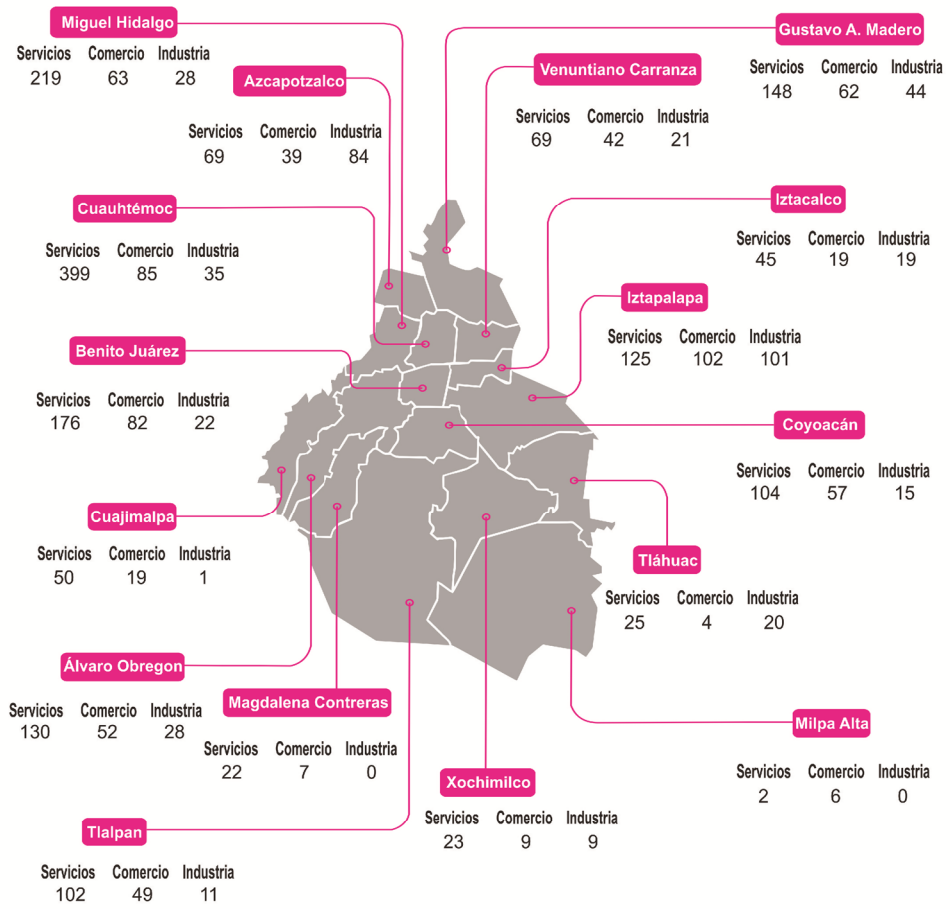 Miguel Hidalgo
Servicios Comercio Industria
219 63 28
Gustavo A. Madero
Servicios Comercio Industria
148 62 44
Azcapotzalco
Servicios Comercio Industria
69 39 84
Venuntiano Carranza
Servicios Comercio Industria
69 42 21
Cuauhtémoc
Servicios Comercio Industria
399 85 35
Iztacalco
Servicios Comercio Industria
45 19 19
Iztapalapa
Servicios Comercio Industria
125 102 101
Benito Juárez
Servicios Comercio Industria
176 82 22
Coyoacán
Servicios Comercio Industria
104 57 15
Cuajimalpa
Servicios Comercio Industria
50 19 1
Tláhuac
Servicios Comercio Industria
25 4 20
Álvaro Obregon
Servicios Comercio Industria
130 52 28
Magdalena Contreras
Servicios Comercio Industria
22 7 0
Milpa Alta
Servicios Comercio Industria
2 6 0
Xochimilco
Servicios Comercio Industria
23 9 9
Tlalpan
Servicios Comercio Industria
102 49 11